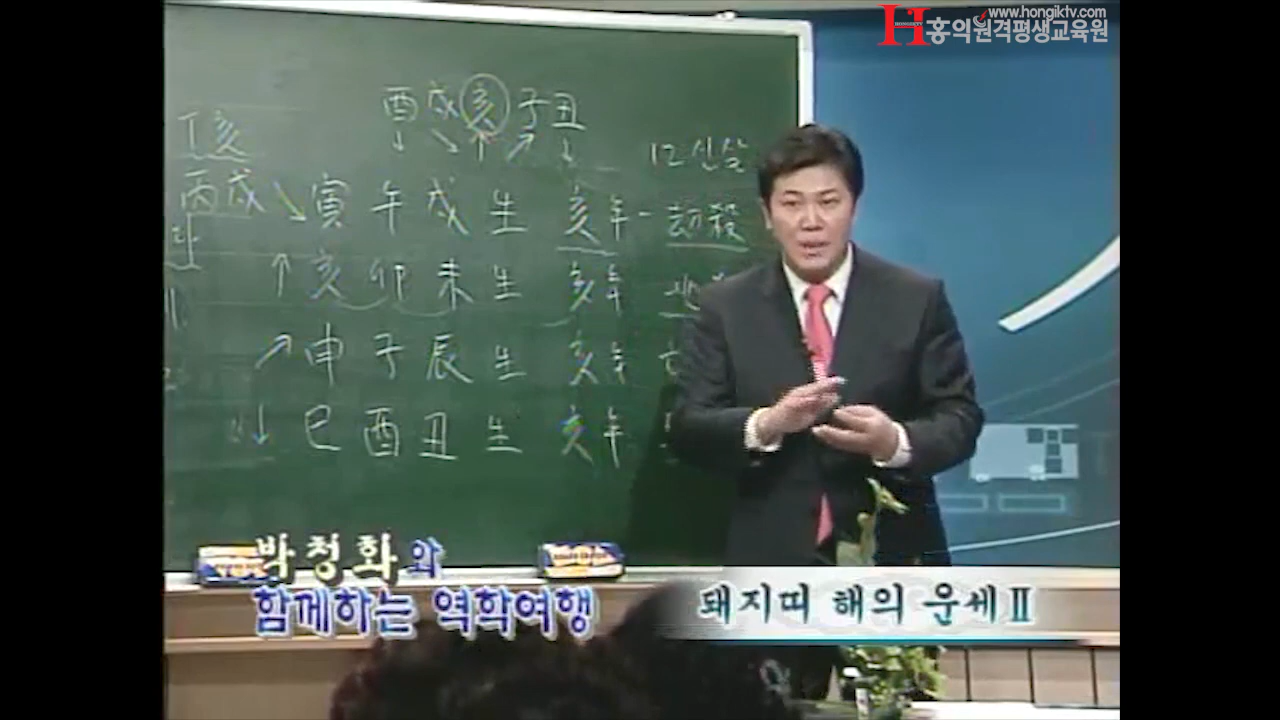 www.hongiktv.com
HONGIKTV
홍익원격평생교육원
酉 戌 亥 子 丑
丁亥
12신살
丙戌
寅 午 戌 生 亥年 - 劫殺
亥 卯 未 生 亥年
申 子 辰 生 亥年
巳 酉 丑 生 亥年
박청화와
함께하는 역학여행
돼지띠 해의 운세 II